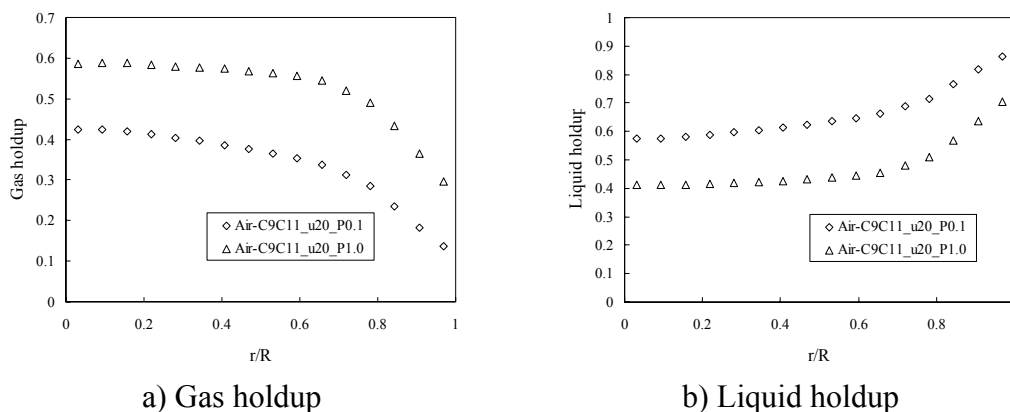 0.7
0.6
0.5
0.4
0.3
0.2
0.1
0
Gas holdup
Air-C9C11_u20_P0.1
Air-C9C11_u20_P1.0
0 0.2 0.4 0.6 0.8 1
r/R
a) Gas holdup
1
0.9
0.8
0.7
0.6
0.5
0.4
0.3
0.2
0.1
0
Liquid holdup
Air-C9C11_u20_P0.1
Air-C9C11_u20_P1.0
0 0.2 0.4 0.6 0.8
r/R
b) Liquid holdup